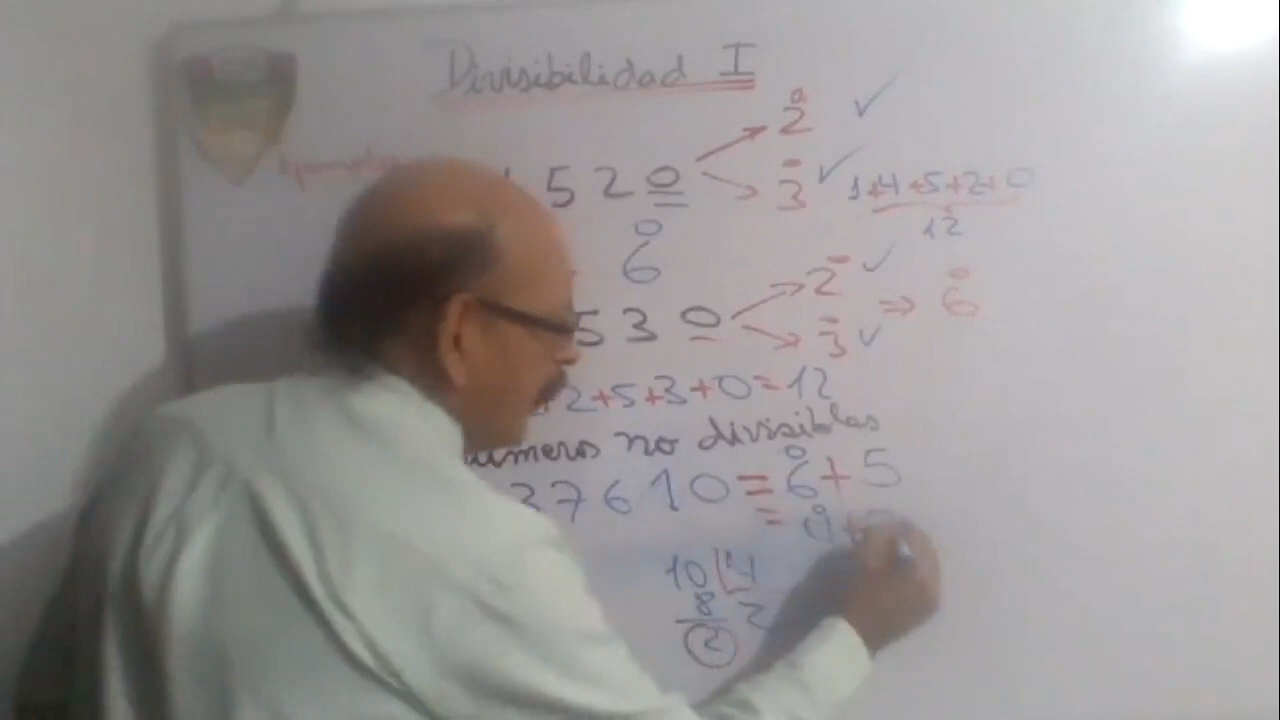 Divisibilidad I
2̊ ✓
5 2 0 3̊ ✓ 1+4+5+2+0
12
6̊
2̊ ✓
5 3 0 ⇒ 6̊
3̊ ✓
2+5+3+0=12
números no divisibles
3 7 6 1 0 = 6̊ + 5
=
10 4
8 2
2